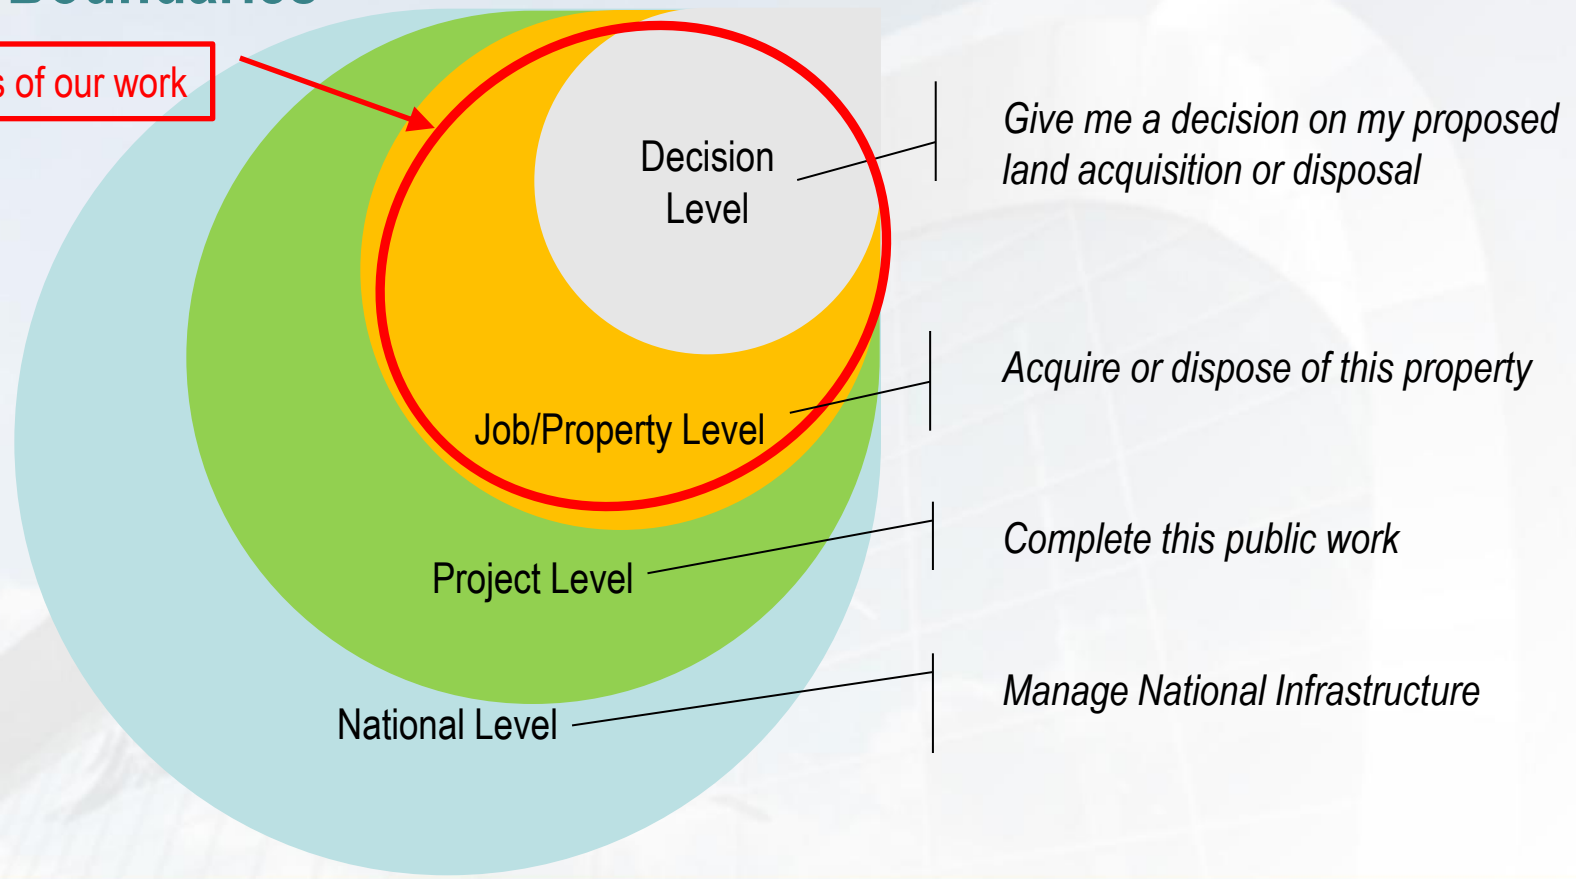 Boundaries
s of our work
Decision
Level
Give me a decision on my proposed
land acquisition or disposal
Acquire or dispose of this property
Job/Property Level
Complete this public work
Project Level
Manage National Infrastructure
National Level